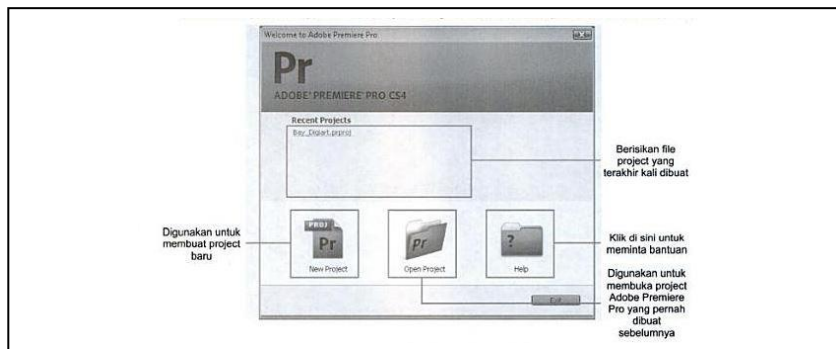 Welcome to Adobe Premiere Pro
Pr
ADOBE® PREMIERE® PRO CS4
Recent Projects
Bay_Depart.prproj
Berisikan file
project yang
terakhir kali dibuat
Digunakan untuk
membuat project
baru
PROJ
Pr
New Project
Pr
Open Project
?
Help
Klik di sini untuk
meminta bantuan
Digunakan untuk
membuka project
Adobe Premiere
Pro yang pernah
dibuat
sebelumnya
Exit